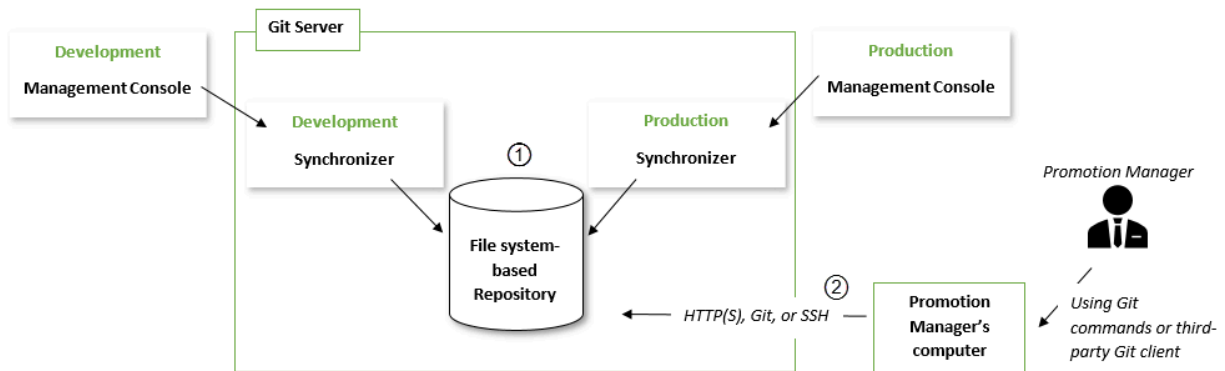 Git Server
Development
Management Console
Production
Management Console
Development
Synchronizer
Production
Synchronizer
1
Promotion Manager
File system-
based
Repository
2
HTTP(S), Git, or SSH
Promotion
Manager's
computer
Using Git
commands or third-
party Git client